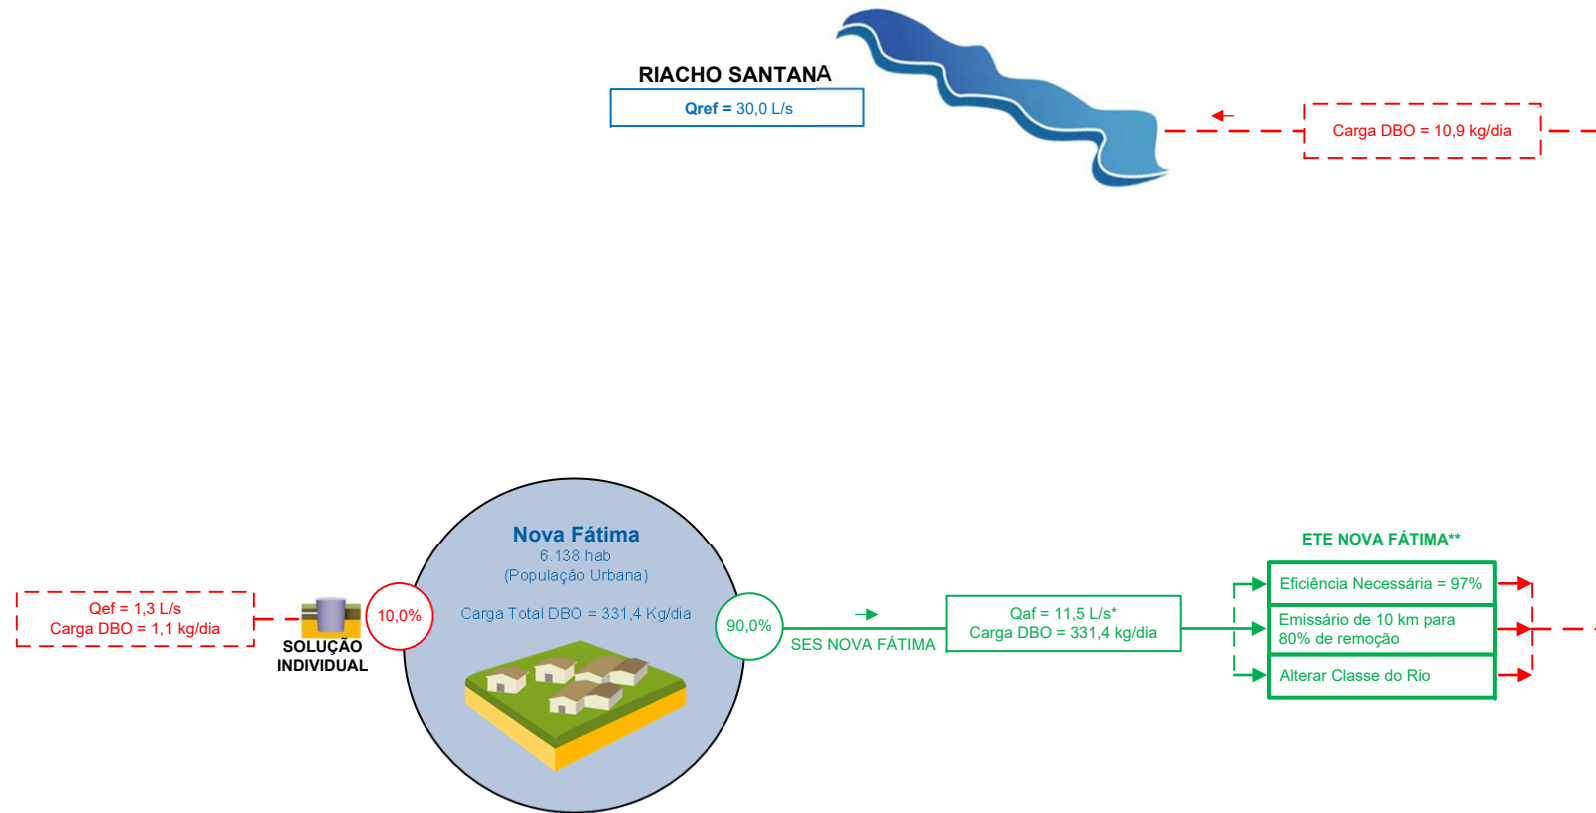 RIACHO SANTANA
Qref = 30,0 L/s
Carga DBO = 10,9 kg/dia
Nova Fátima
6.138 hab
(População Urbana)
Carga Total DBO = 331,4 Kg/dia
10,0%
90,0%
Qef = 1,3 L/s
Carga DBO = 1,1 kg/dia
SOLUÇÃO
INDIVIDUAL
SES NOVA FÁTIMA
Qaf = 11,5 L/s*
Carga DBO = 331,4 kg/dia
ETE NOVA FÁTIMA**
Eficiência Necessária = 97%
Emissário de 10 km para
80% de remoção
Alterar Classe do Rio